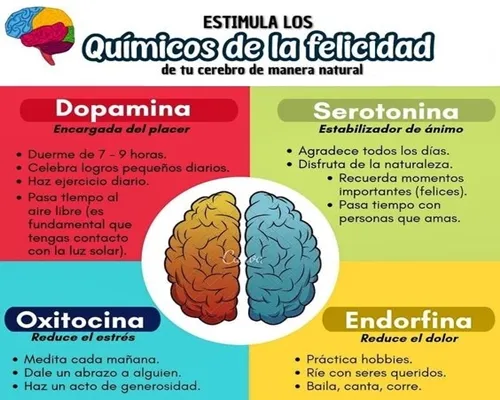 ESTIMULA LOS
Químicos de la felicidad
de tu cerebro de manera natural
Dopamina
Encargada del placer
• Duerme de 7 - 9 horas.
• Celebra logros pequeños diarios.
• Haz ejercicio diario.
• Pasa tiempo al
aire libre (es
fundamental que
tengas contacto
con la luz solar).
Serotonina
Estabilizador de ánimo
• Agradece todos los días.
• Disfruta de la naturaleza.
• Recuerda momentos
importantes (felices).
• Pasa tiempo con
personas que amas.
Oxitocina
Reduce el estrés
• Medita cada mañana.
• Dale un abrazo a alguien.
• Haz un acto de generosidad.
Endorfina
Reduce el dolor
• Práctica hobbies.
• Ríe con seres queridos.
• Baila, canta, corre.